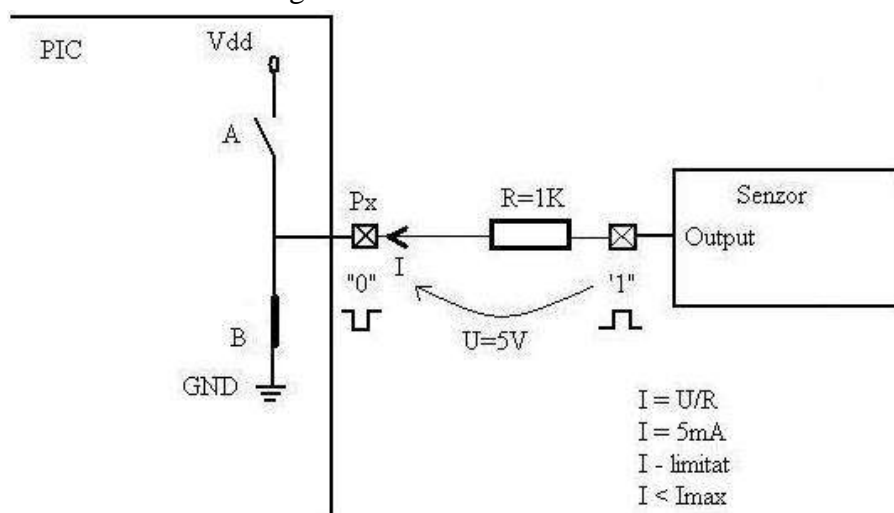 PIC
Vdd
A
Px
R=1K
Senzor
Output
I
"0"
'1"
U=5V
B
GND
I = U/R
I = 5mA
I - limitat
I < Imax